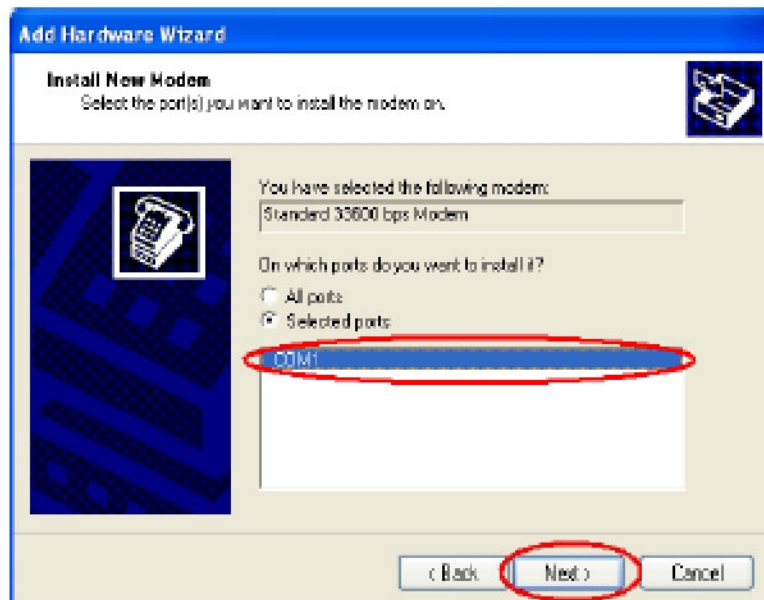 Add Hardware Wizard
Install New Modem
Select the port(s) you want to install the modem on.
You have selected the following modem:
Standard 33600 bps Modem
On which ports do you want to install it?
All ports
Selected ports
COM1
< Back
Next >
Cancel